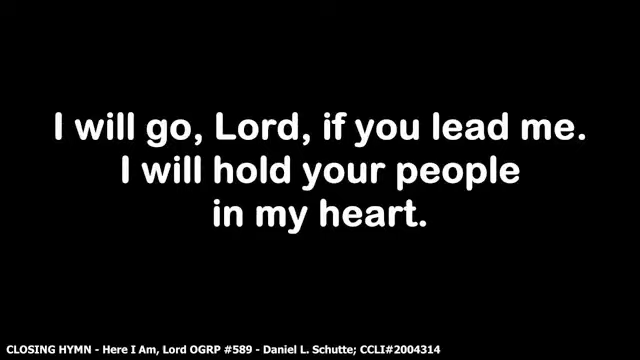 I will go, Lord, if you lead me.
I will hold your people
in my heart.
CLOSING HYMN - Here I Am, Lord OGRP #589 - Daniel L. Schutte; CCLI#2004314